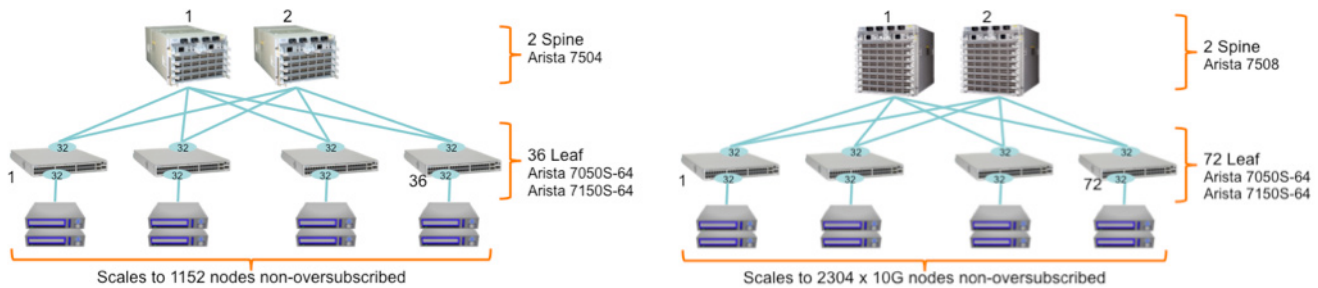 1 2
2 Spine
Arista 7504
32 32 32 32
36 Leaf
Arista 7050S-64
Arista 7150S-64
1 32 32 32 36 32
Scales to 1152 nodes non-oversubscribed
1 2
2 Spine
Arista 7508
32 32 32 32
72 Leaf
Arista 7050S-64
Arista 7150S-64
1 32 32 32 72 32
Scales to 2304 x 10G nodes non-oversubscribed